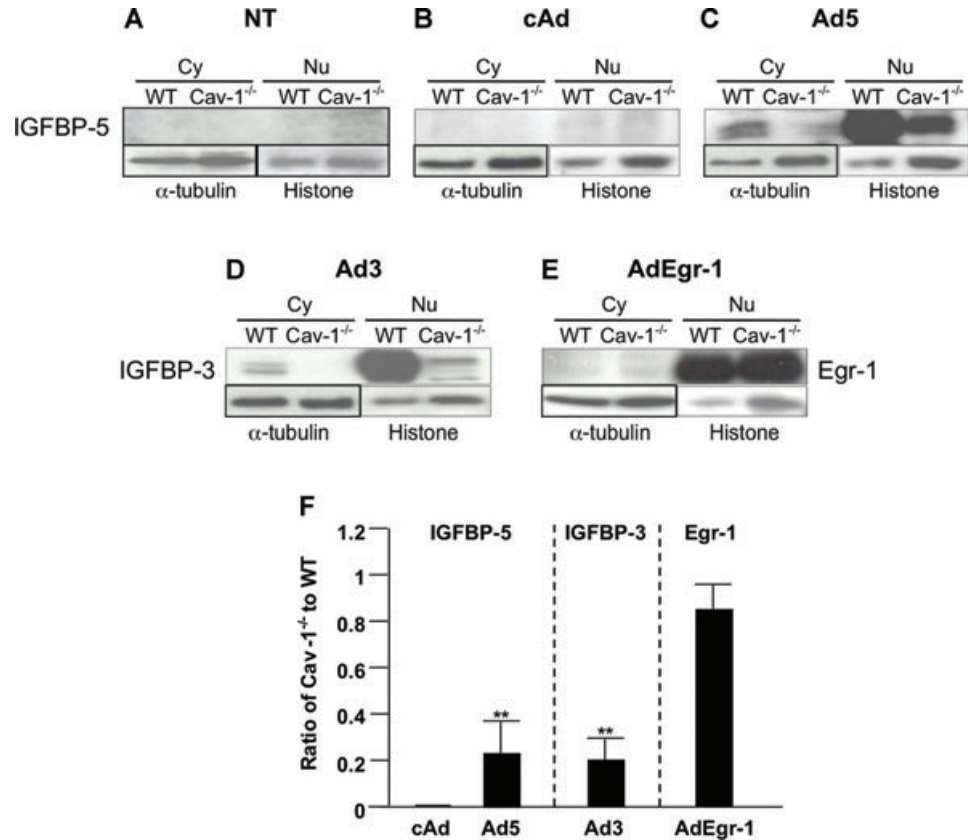 A NT
Cy Nu
WT Cav-1-/- WT Cav-1-/-
IGFBP-5
α-tubulin Histone
B cAd
Cy Nu
WT Cav-1-/- WT Cav-1-/-
α-tubulin Histone
C Ad5
Cy Nu
WT Cav-1-/- WT Cav-1-/-
α-tubulin Histone
D Ad3
Cy Nu
WT Cav-1-/- WT Cav-1-/-
IGFBP-3
α-tubulin Histone
E AdEgr-1
Cy Nu
WT Cav-1-/- WT Cav-1-/-
Egr-1
α-tubulin Histone
F
IGFBP-5 IGFBP-3 Egr-1
Ratio of Cav -1-/- to WT
1.2
1
0.8
0.6
0.4
0.2
0
** **
cAd Ad5 Ad3 AdEgr-1